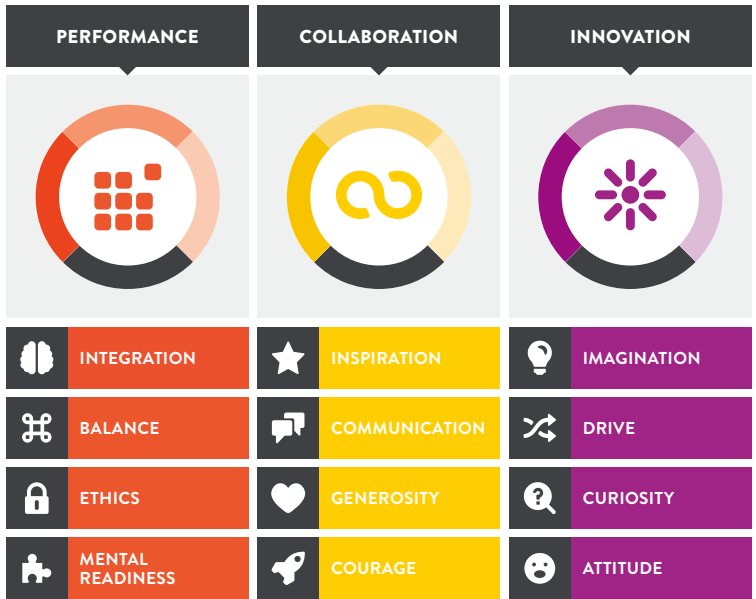 PERFORMANCE
COLLABORATION
INNOVATION
INTEGRATION
INSPIRATION
IMAGINATION
BALANCE
COMMUNICATION
DRIVE
ETHICS
GENEROSITY
CURIOSITY
MENTAL
READINESS
COURAGE
ATTITUDE